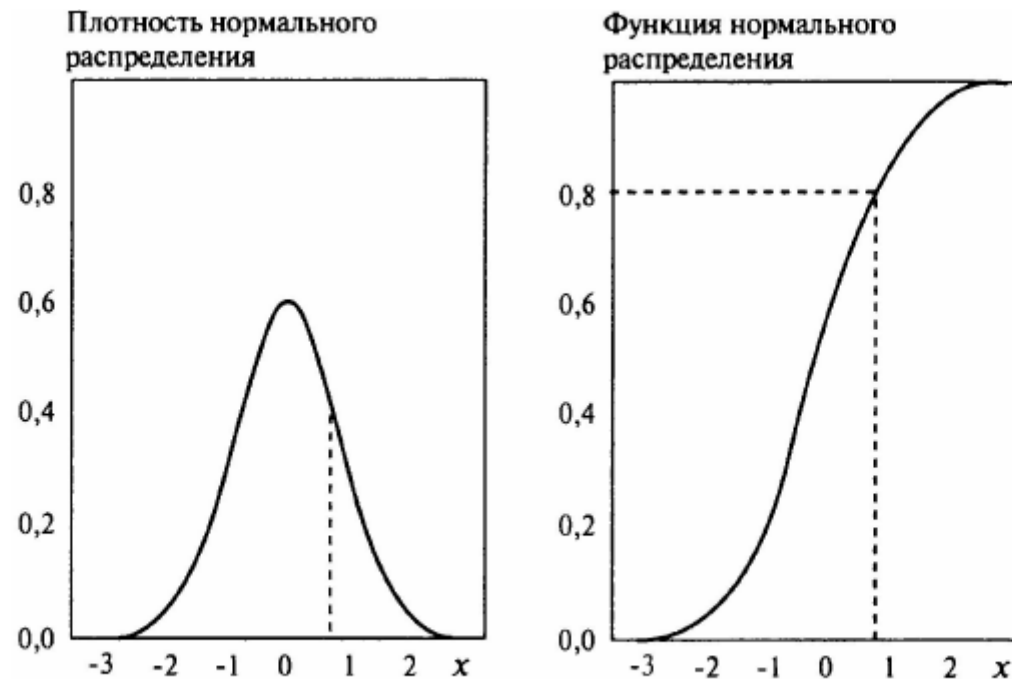 Плотность нормального
распределения
0,8
0,6
0,4
0,2
0,0
-3 -2 -1 0 1 2 x
Функция нормального
распределения
0,8
0,6
0,4
0,2
0,0
-3 -2 -1 0 1 2 x